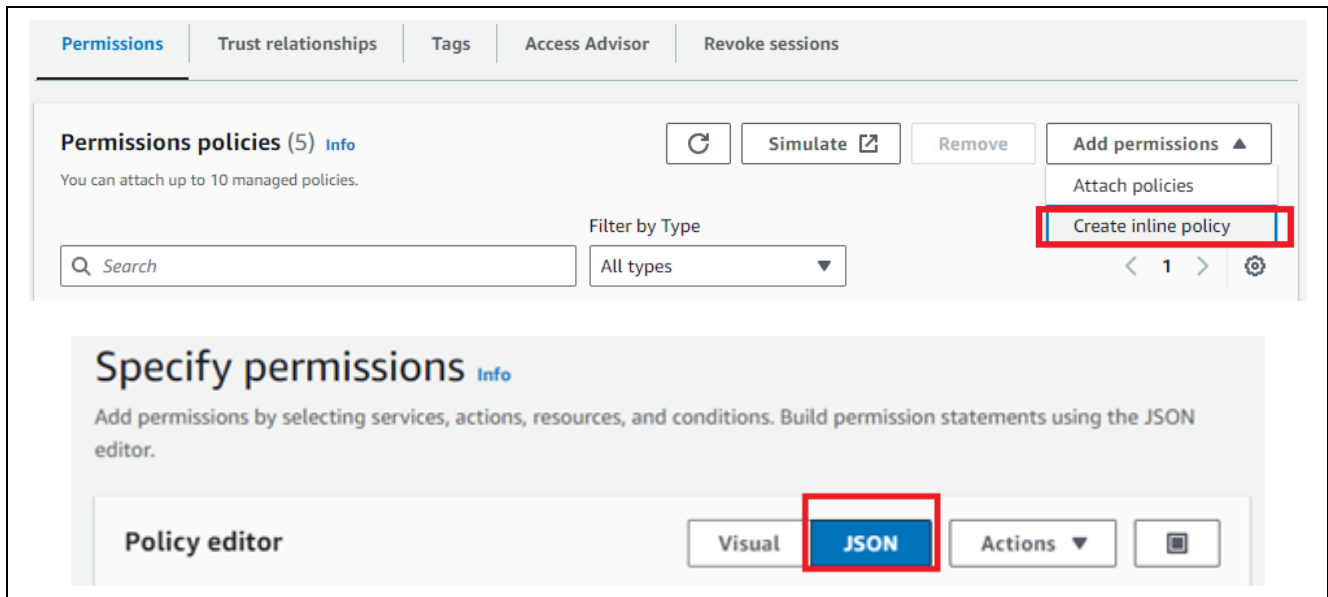 Permissions Trust relationships Tags Access Advisor Revoke sessions
Permissions policies (5) Info
Simulate Remove Add permissions
You can attach up to 10 managed policies.
Attach policies
Filter by Type
Create inline policy
Search All types 1
Specify permissions Info
Add permissions by selecting services, actions, resources, and conditions. Build permission statements using the JSON
editor.
Policy editor Visual JSON Actions